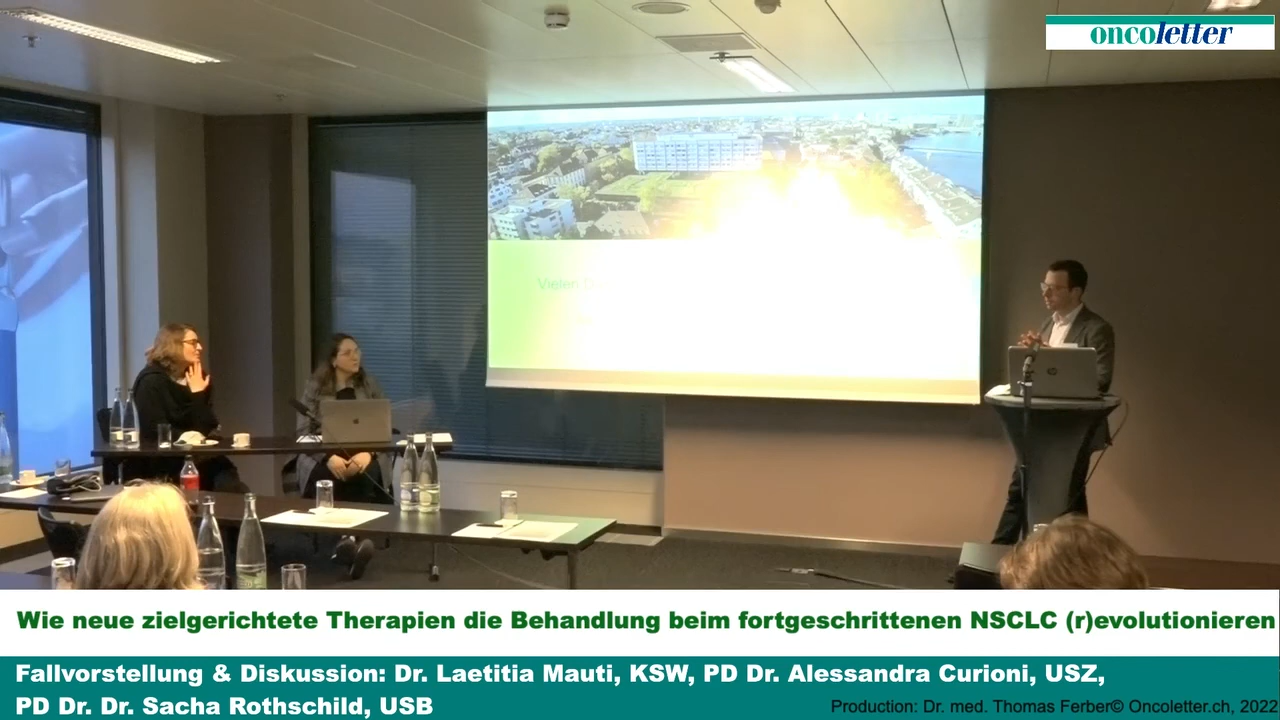 oncoletter
Vielen
Wie neue zielgerichtete Therapien die Behandlung beim fortgeschrittenen NSCLC (r)evolutionieren
Fallvorstellung & Diskussion: Dr. Laetitia Mauti, KSW, PD Dr. Alessandra Curioni, USZ,
PD Dr. Dr. Sacha Rothschild, USB
Production: Dr. med. Thomas Ferber© Oncoletter.ch, 2022